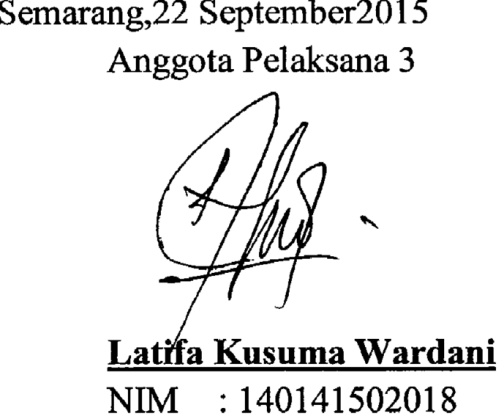 Semarang,22 September2015
Anggota Pelaksana 3
Latifa Kusuma Wardani
NIM : 140141502018